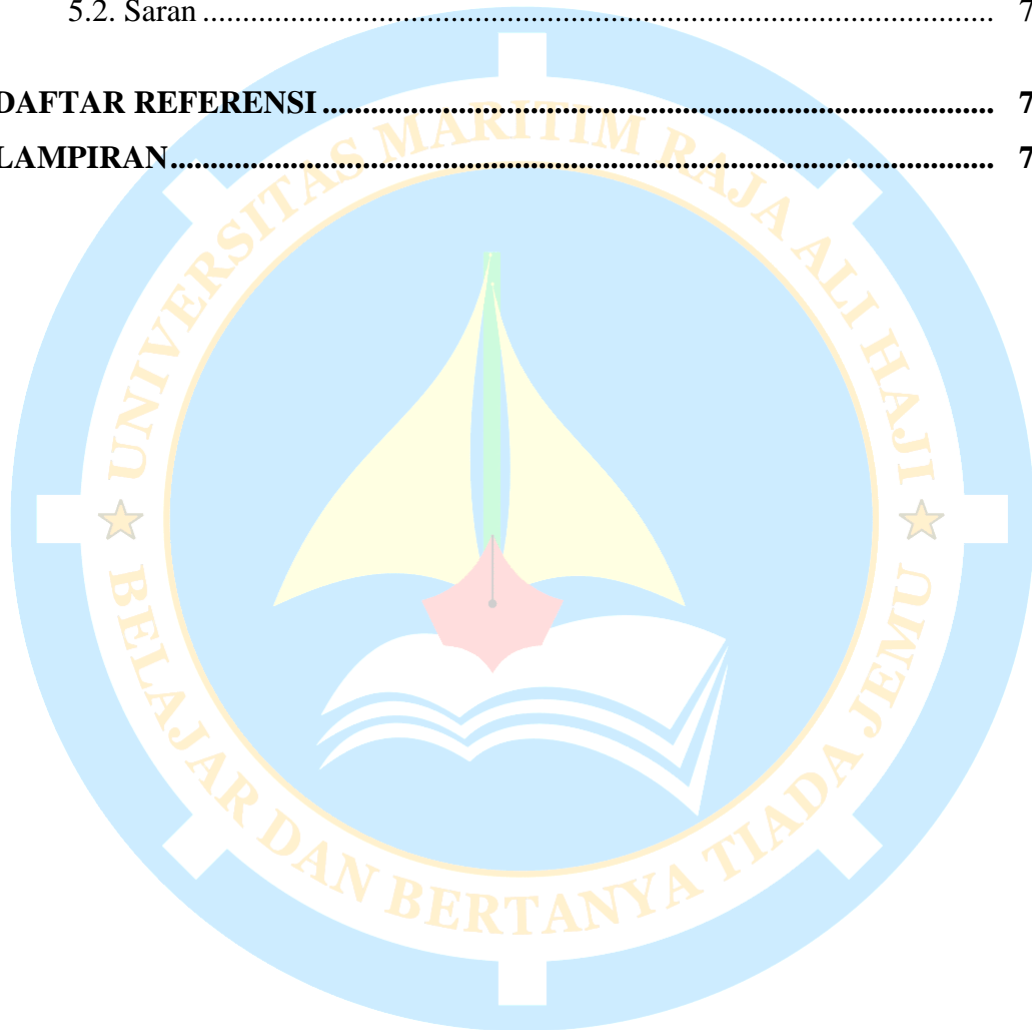 5.2. Saran ........................................................................................................ 7
DAFTAR REFERENSI ........................................................................................ 7
LAMPIRAN............................................................................................................ 7
UNIVERSITAS MARITIM RAJA ALI HAJI
BELAJAR DAN BERTANYA TIADA JEMU